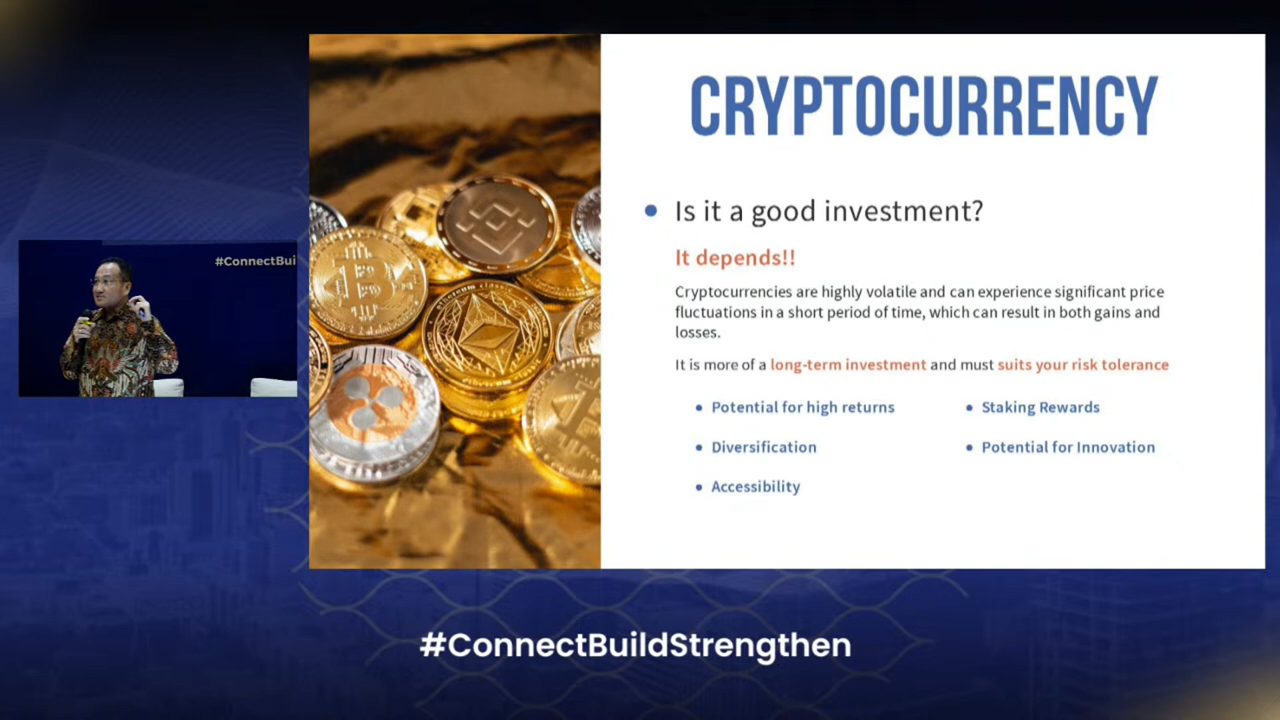 #ConnectBui
CRYPTOCURRENCY
Is it a good investment?
It depends!!
Cryptocurrencies are highly volatile and can experience significant price
fluctuations in a short period of time, which can result in both gains and
losses.
It is more of a long-term investment and must suits your risk tolerance
Potential for high returns
Diversification
Accessibility
Staking Rewards
Potential for Innovation
#ConnectBuildStrengthen